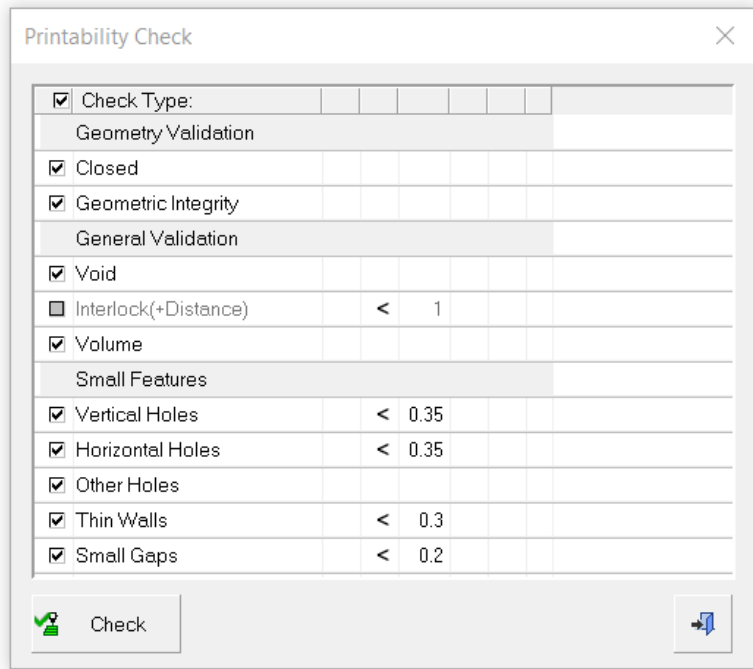 Printability Check
Check Type:
Geometry Validation
Closed
Geometric Integrity
General Validation
Void
Interlock(+Distance) < 1
Volume
Small Features
Vertical Holes < 0.35
Horizontal Holes < 0.35
Other Holes
Thin Walls < 0.3
Small Gaps < 0.2
Check